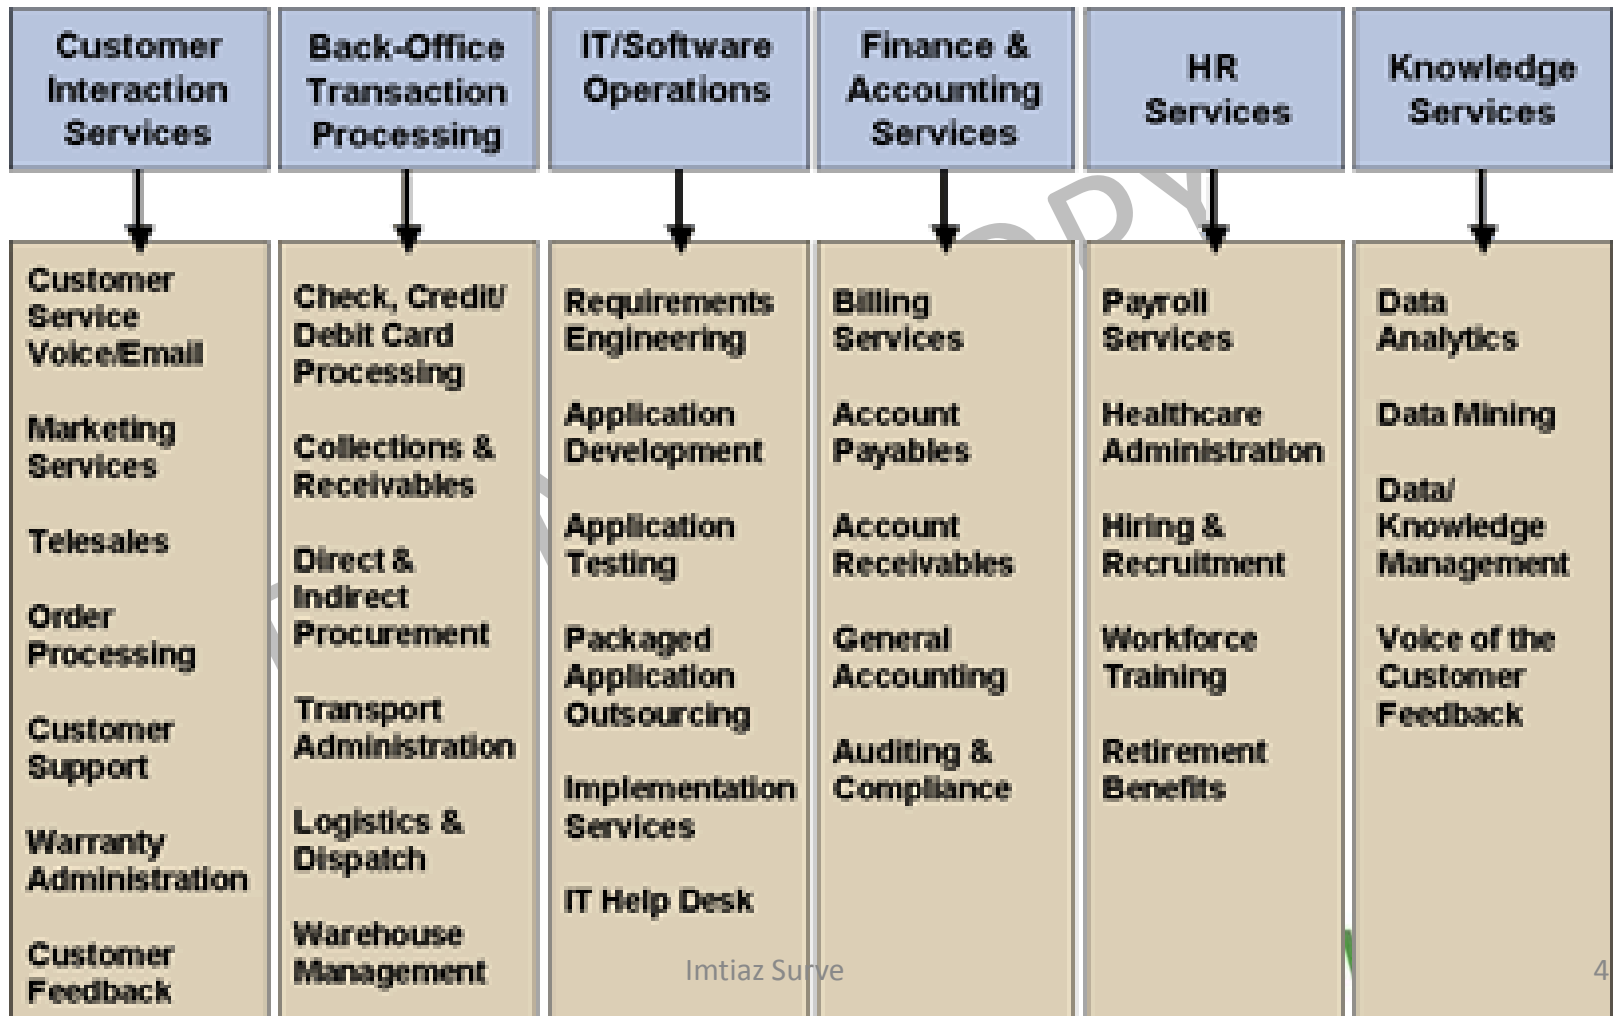 Customer
Interaction
Services
Back-Office
Transaction
Processing
IT/Software
Operations
Finance &
Accounting
Services
HR
Services
Knowledge
Services
Customer
Service
Voice/Email
Marketing
Services
Telesales
Order
Processing
Customer
Support
Warranty
Administration
Customer
Feedback
Check, Credit/
Debit Card
Processing
Collections &
Receivables
Direct &
Indirect
Procurement
Transport
Administration
Logistics &
Dispatch
Warehouse
Management
Requirements
Engineering
Application
Development
Application
Testing
Packaged
Application
Outsourcing
Implementation
Services
IT Help Desk
Billing
Services
Account
Payables
Account
Receivables
General
Accounting
Auditing &
Compliance
Payroll
Services
Healthcare
Administration
Hiring &
Recruitment
Workforce
Training
Retirement
Benefits
Data
Analytics
Data Mining
Data/
Knowledge
Management
Voice of the
Customer
Feedback
Imtiaz Surve
4